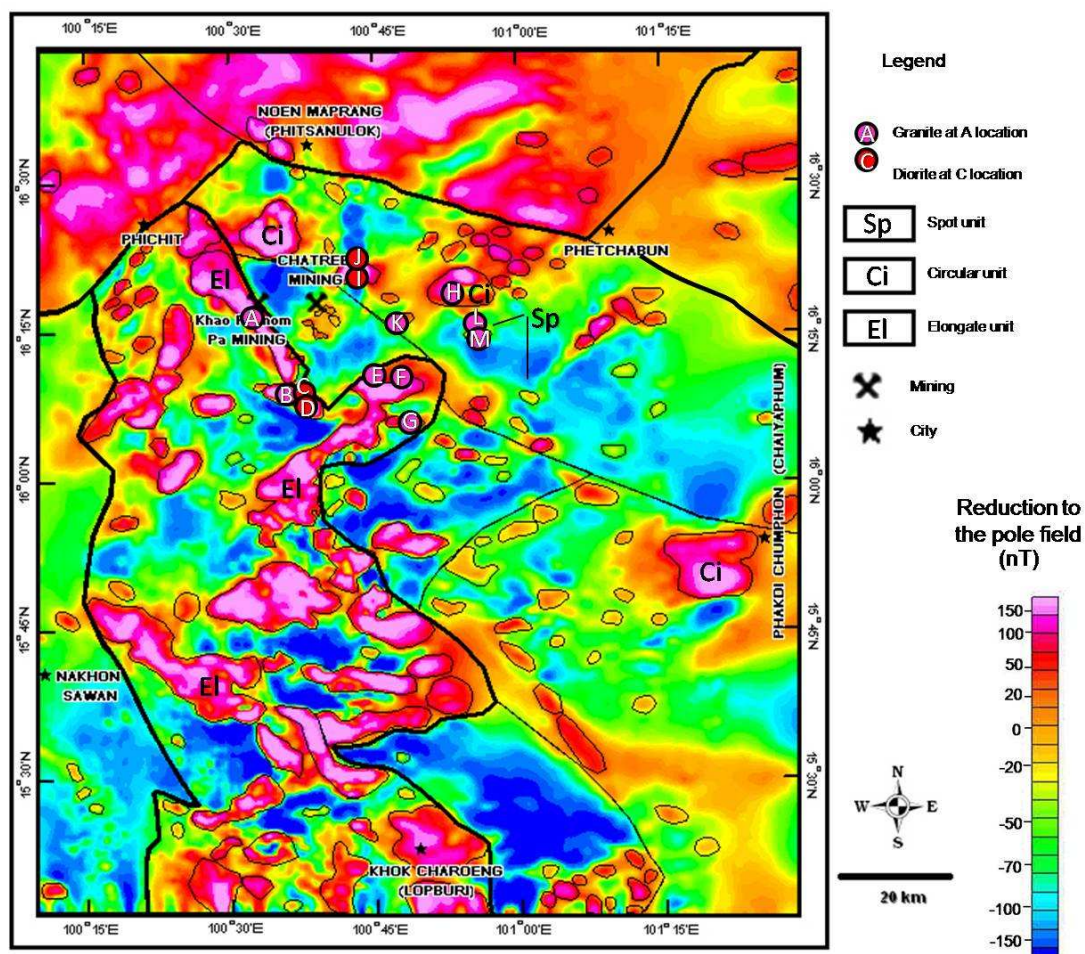 100°15'E 100°30'E 100°45'E 101°00'E 101°15'E
NOEN MAPRANG
(PHITSANULOK)
16°30'N
16°30'N
PHICHIT
PHETCHABUN
Ci
CHATREE
MINING
J
I
El
H
Ci
A
Khao
Pa MINING
K
L
M
Sp
16°15'N
16°15'N
E
F
B
C
D
G
El
16°00'N
16°00'N
PHAKDI CHUMPHON (CHAIYAPHUM)
Ci
15°45'N
15°45'N
NAKHON
SAWAN
El
15°30'N
15°30'N
KHOK CHAROENG
(LOPBURI)
100°15'E 100°30'E 100°45'E 101°00'E 101°15'E
Legend
A Granite at A location
C Diorite at C location
Sp Spot unit
Ci Circular unit
El Elongate unit
Mining
City
Reduction to
the pole field
(nT)
150
100
50
20
0
-20
-50
-70
-100
-150
N
W E
S
20 km